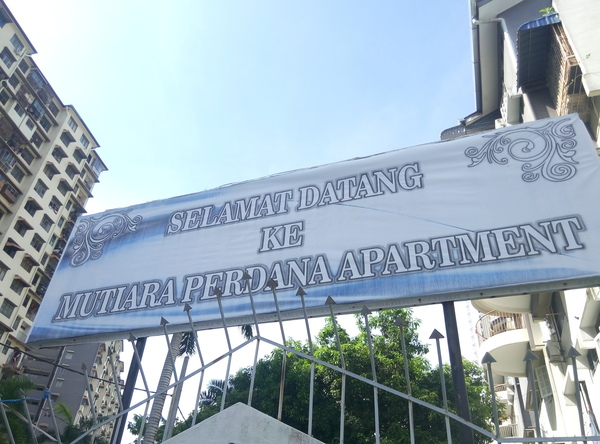 SELAMAT DATANG
KE
MUTIARA PERDANA APARTMENT